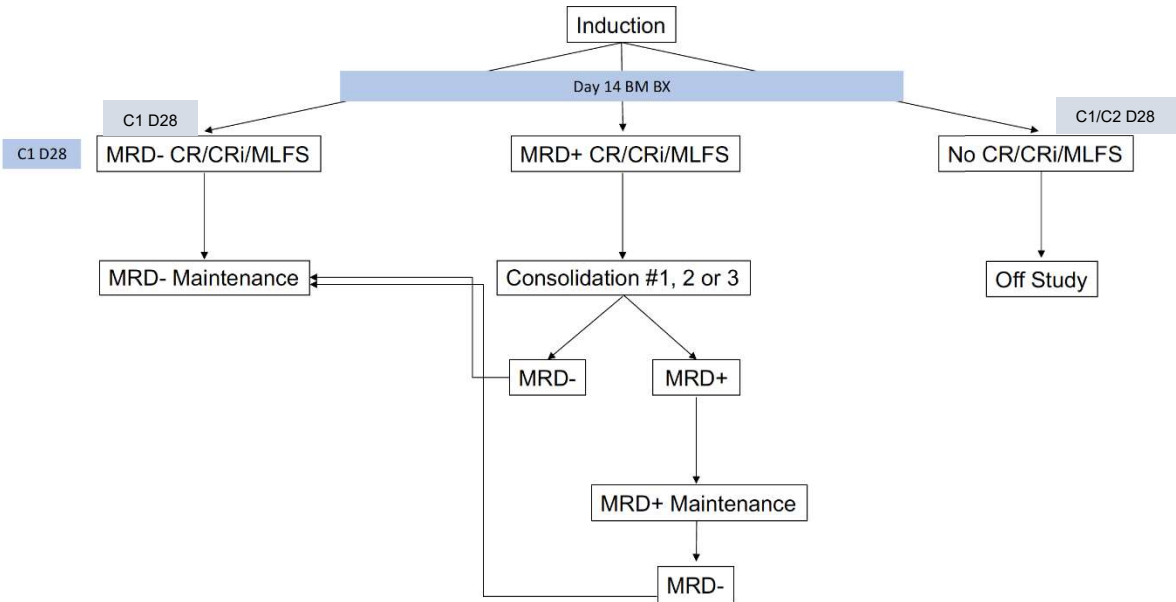 Induction
Day 14 BM BX
C1 D28
C1/C2 D28
C1 D28
MRD- CR/CRi/MLFS
MRD+ CR/CRi/MLFS
No CR/CRi/MLFS
MRD- Maintenance
Consolidation #1, 2 or 3
Off Study
MRD-
MRD+
MRD+ Maintenance
MRD-